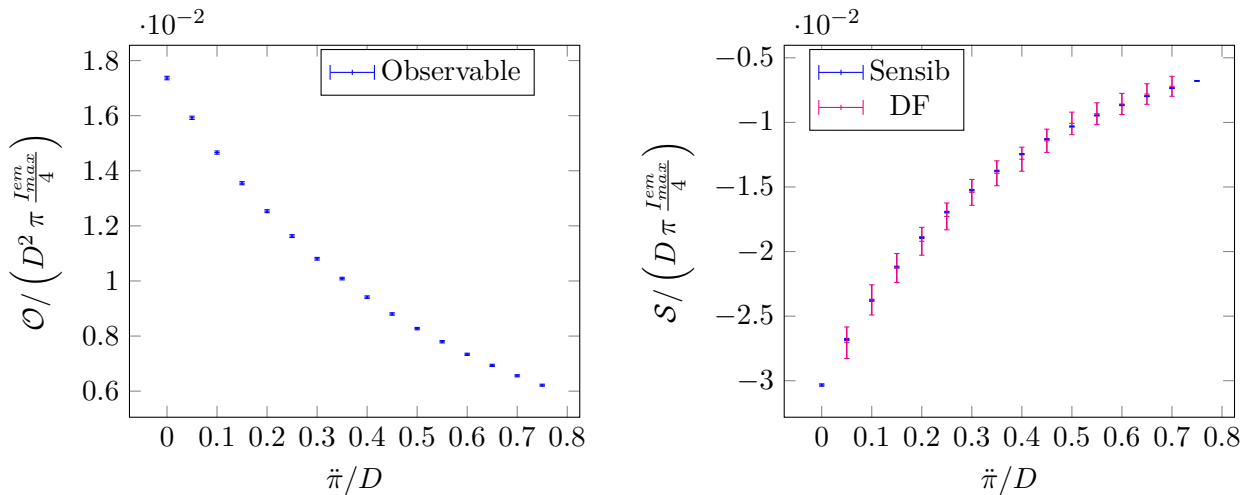 ·10⁻²
1.8
1.6
1.4
1.2
1
0.8
0.6
0 0.1 0.2 0.3 0.4 0.5 0.6 0.7 0.8
π̈/D
𝒪/(D² π I^{em}_{max}/4)
Observable
·10⁻²
−0.5
−1
−1.5
−2
−2.5
−3
0 0.1 0.2 0.3 0.4 0.5 0.6 0.7 0.8
π̈/D
𝒮/(D π I^{em}_{max}/4)
Sensib
DF